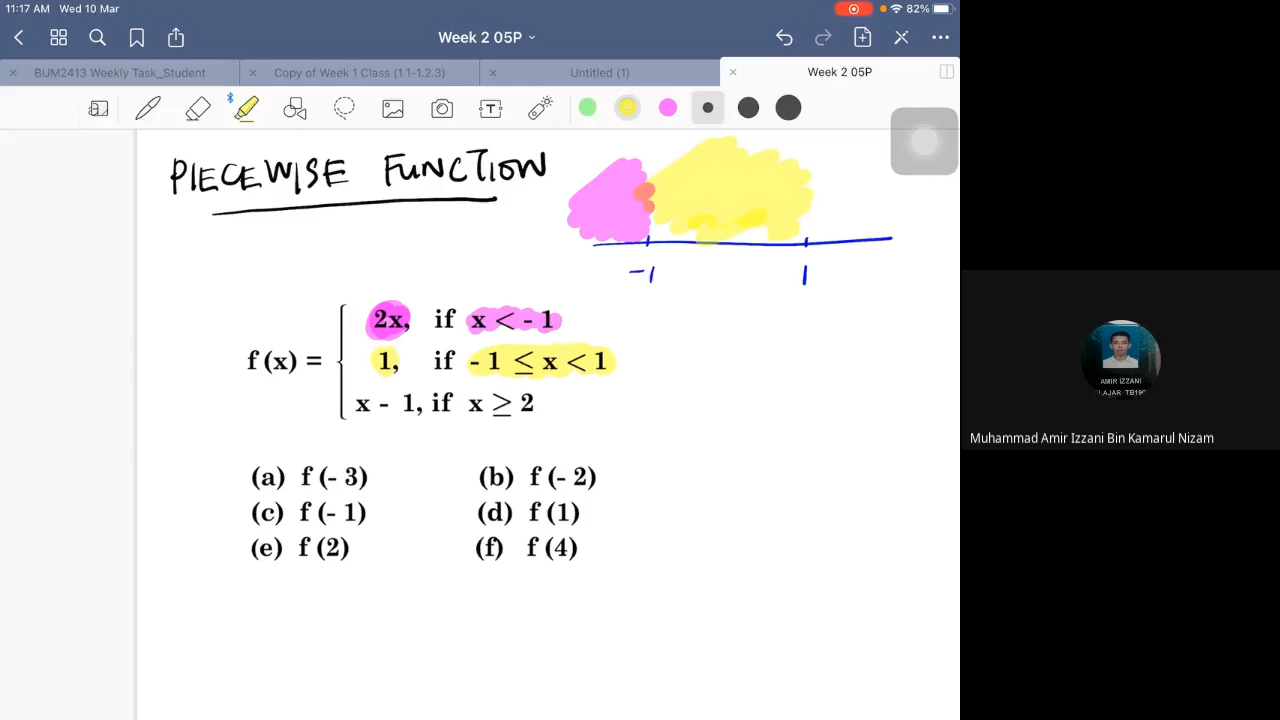 11:17 AM Wed 10 Mar
82%
Week 2 05P
BUM2413 Weekly Task_Student
Copy of Week 1 Class (1.1-1.2.3)
Untitled (1)
Week 2 05P
PIECEWISE FUNCTION
-1 1
2x, if x < - 1
f (x) = 1, if - 1 ≤ x < 1
x - 1, if x ≥ 2
(a) f (- 3) (b) f (- 2)
(c) f (- 1) (d) f (1)
(e) f (2) (f) f (4)
AMIR IZZANI
Muhammad Amir Izzani Bin Kamarul Nizam